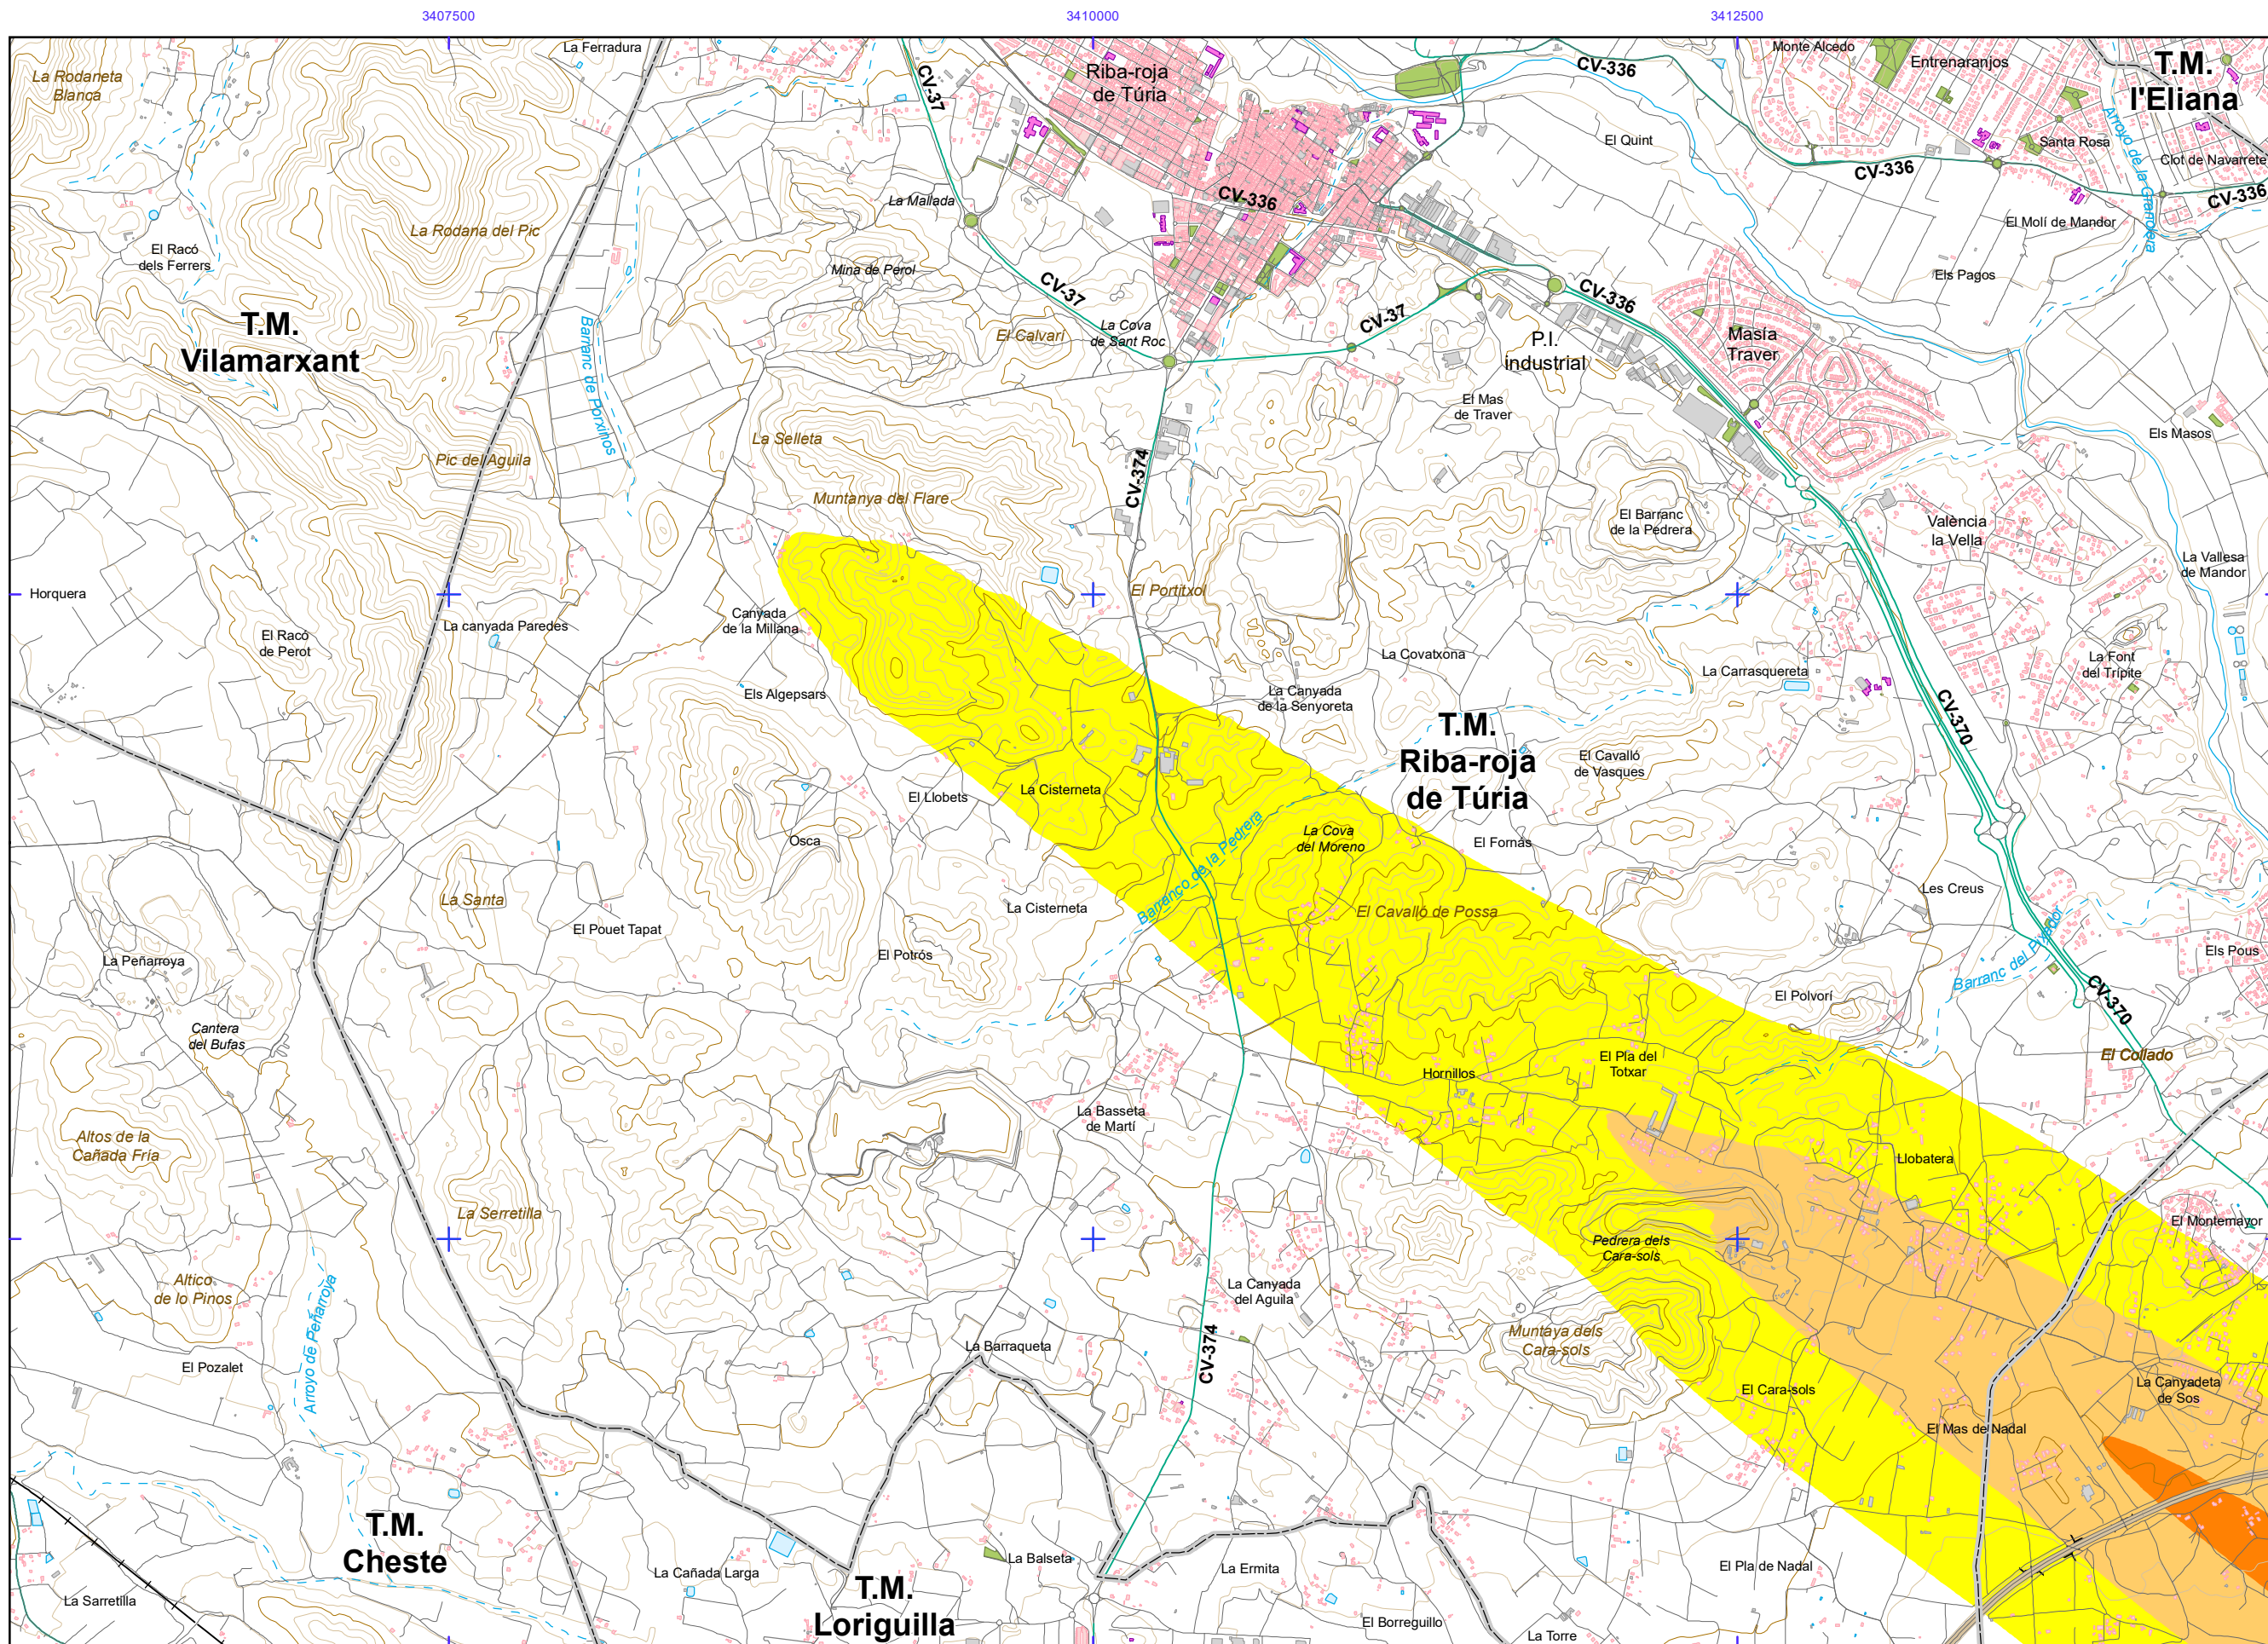 3407500
3410000
3412500
La Ferradura
La Rodaneta
Blanca
Riba-roja
de Túria
CV-37
CV-336
Monte Alcedo
Entrenaranjos
T.M.
l'Eliana
El Quint
Arroyo de la Granolera
Santa Rosa
Clot de Navarrete
CV-336
CV-336
CV-336
La Mallada
La Rodana del Pic
El Racó
dels Ferrers
El Molí de Mandor
Mina de Perol
Els Pagos
CV-37
CV-336
T.M.
Vilamarxant
Barranc de Porxinos
El Calvari
La Cova
de Sant Roc
CV-37
P.I.
industrial
Masía
Traver
El Mas
de Traver
Els Masos
La Selleta
Pic del Aguila
CV-374
Muntanya del Flare
El Barranc
de la Pedrera
València
la Vella
La Vallesa
de Mandor
Horquera
El Portitxol
Canyada
de la Millana
La canyada Paredes
El Racó
de Perot
La Covatxona
La Carrasquereta
La Font
del Tripite
Els Algepsars
La Canyada
de la Senyoreta
CV-370
T.M.
Riba-roja
de Túria
El Cavalló
de Vasques
El Llobets
La Cisterneta
Barranco de la Pedrera
La Cova
del Moreno
Osca
El Fornás
La Santa
La Cisterneta
El Cavalló de Possa
Les Creus
El Pouet Tapat
El Potrós
Barranc del Pixador
Els Pous
La Peñarroya
El Polvorí
CV-370
Cantera
del Bufas
El Collado
El Pla del
Totxar
Hornillos
La Basseta
de Martí
Altos de la
Cañada Fría
Llobatera
La Serretilla
El Montemayor
Pedrera dels
Cara-sols
Altico
de lo Pinos
Arroyo de Peñarroya
La Canyada
del Aguila
Muntaya dels
Cara-sols
La Barraqueta
CV-374
El Pozalet
La Canyadeta
de Sos
El Cara-sols
El Mas de Nadal
T.M.
Cheste
La Balseta
La Ermita
El Pla de Nadal
La Cañada Larga
T.M.
Loriguilla
La Sarretilla
El Borreguillo
La Torre